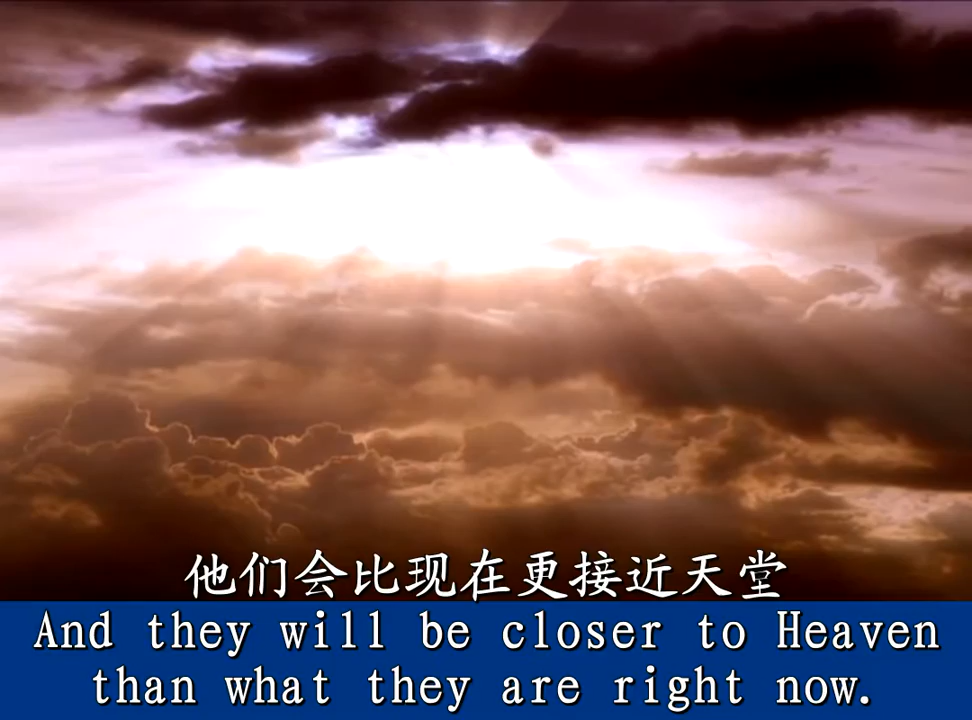 他们会比现在更接近天堂
And they will be closer to Heaven
than what they are right now.